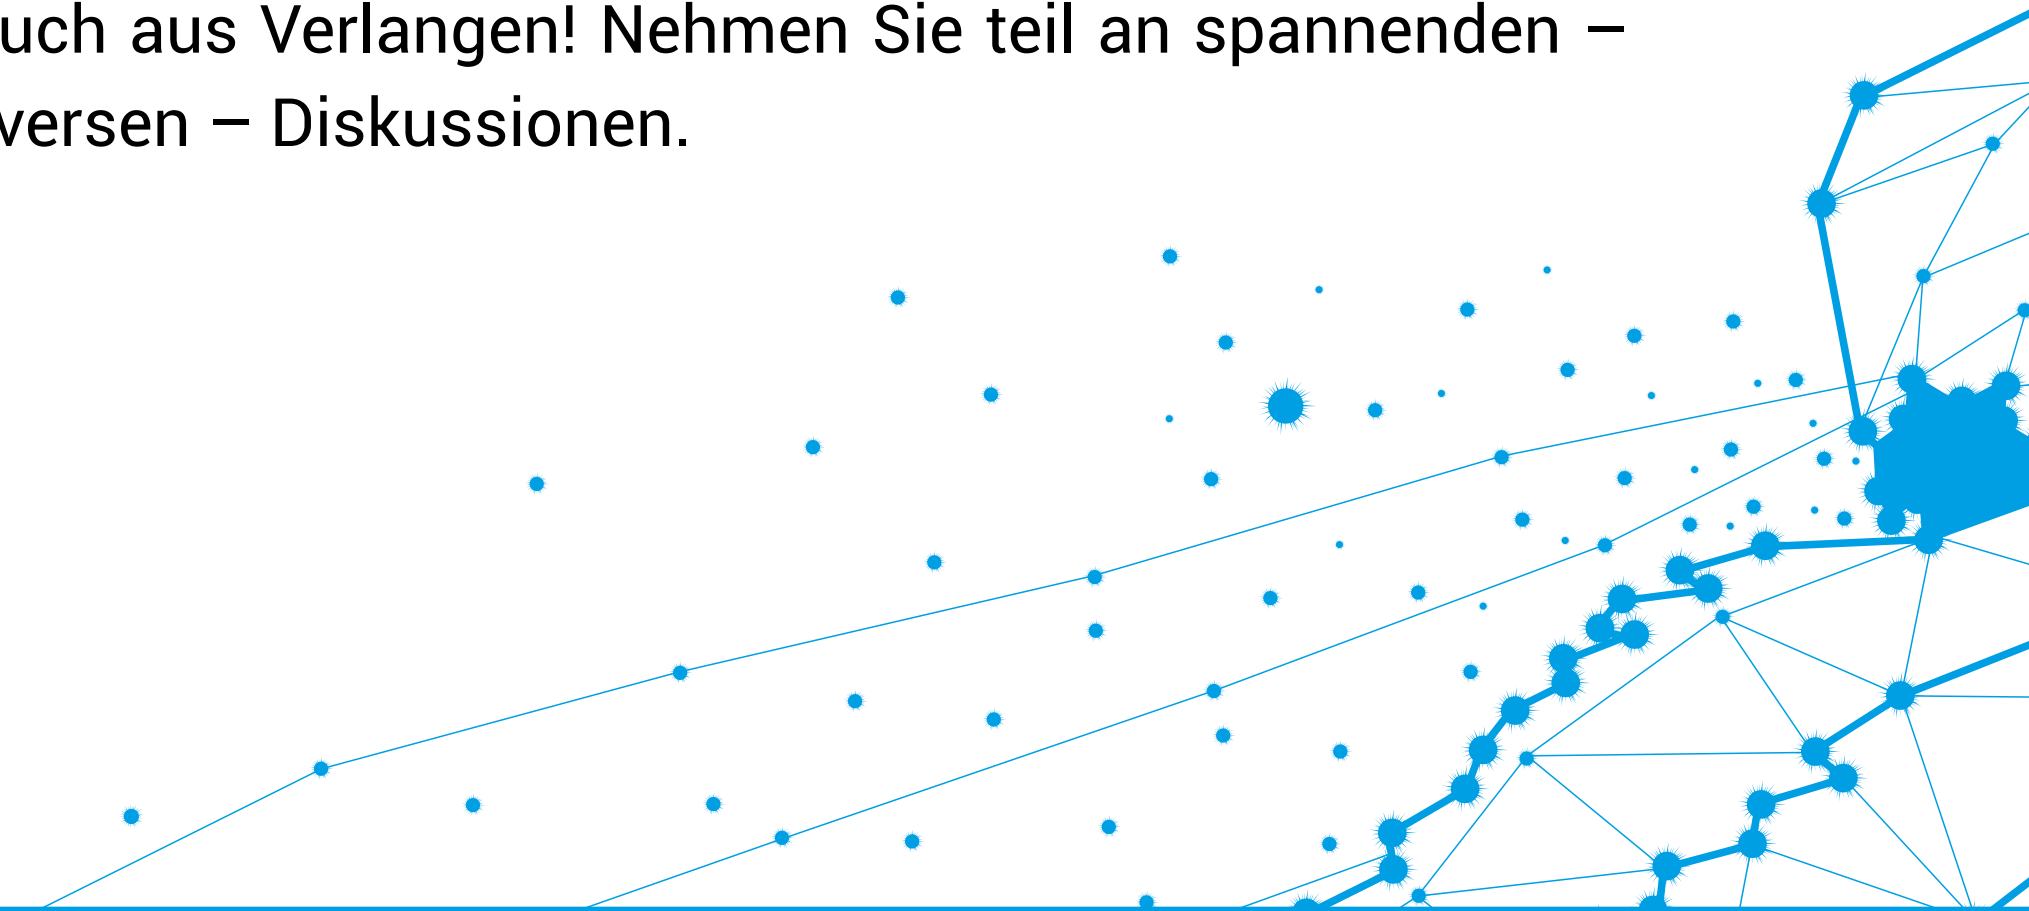 uch aus Verlangen! Nehmen Sie teil an spannenden –
versen – Diskussionen.